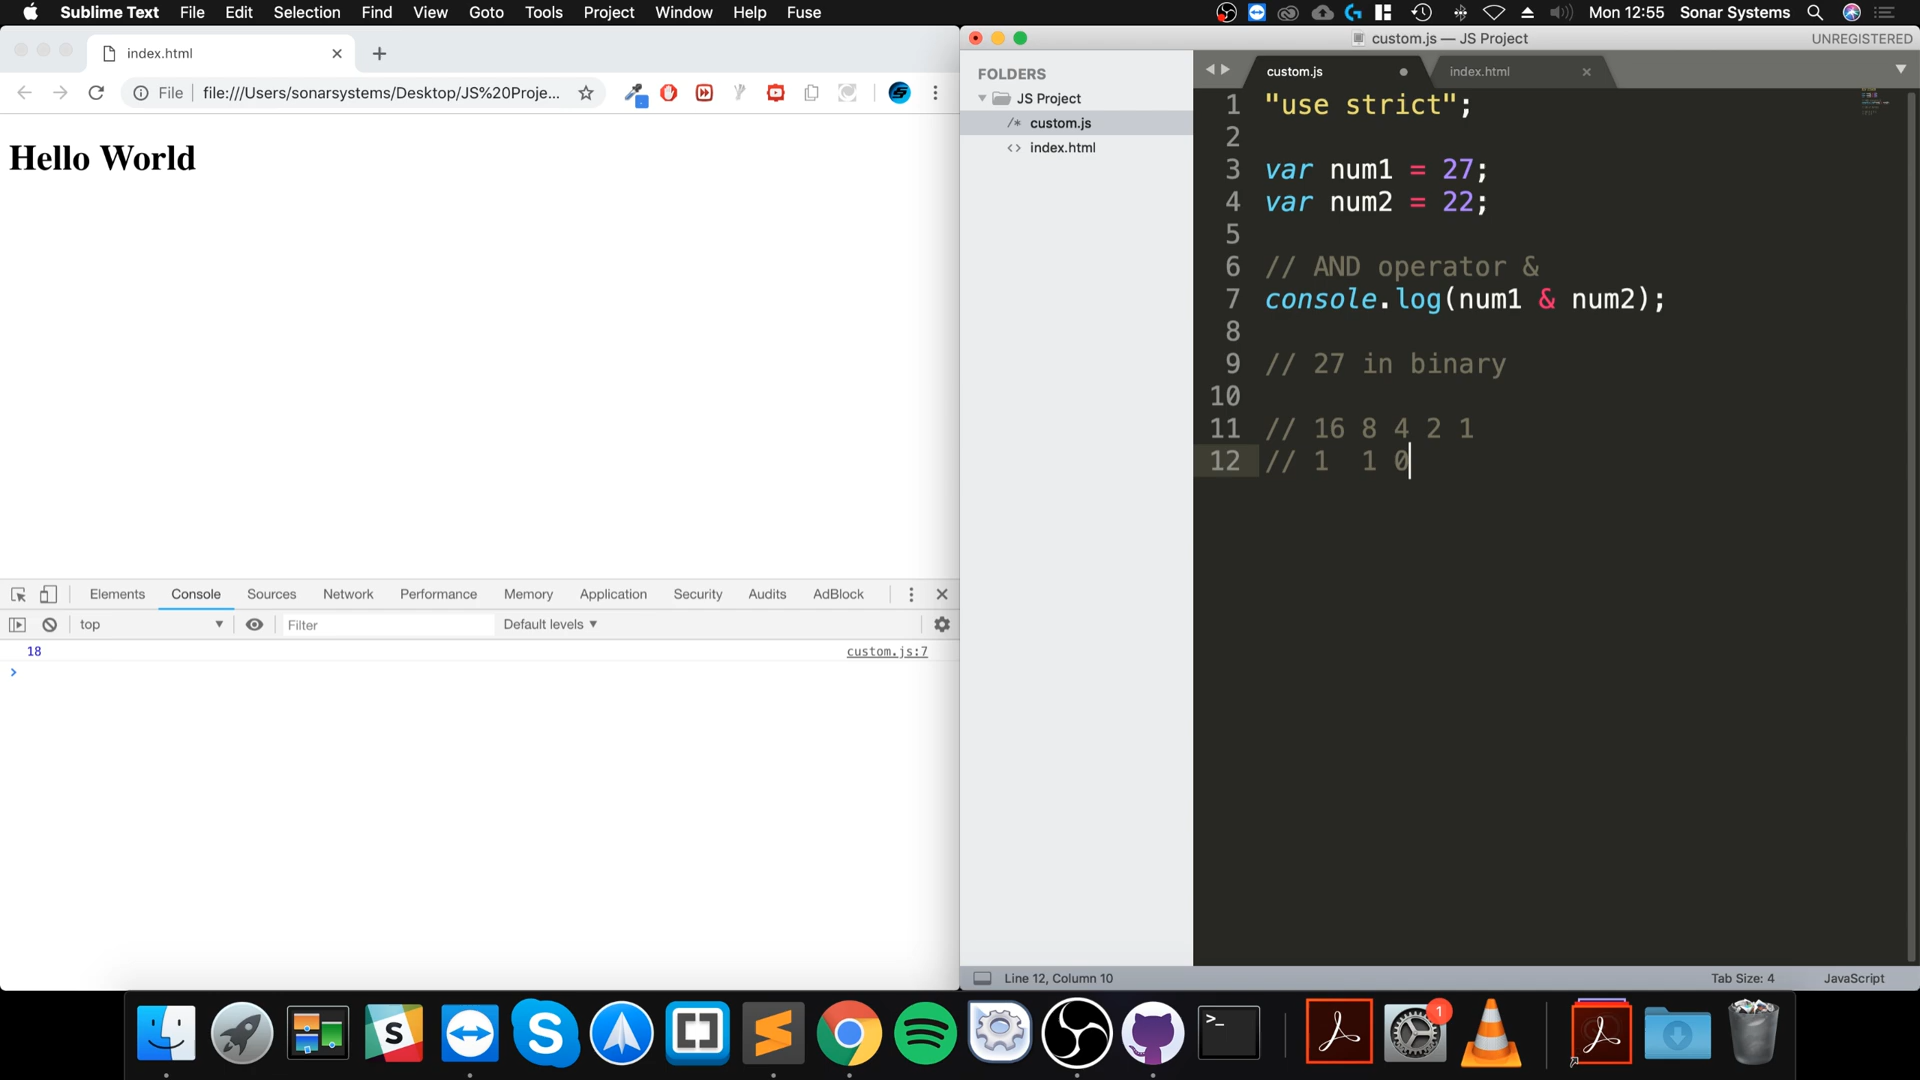 Sublime Text File Edit Selection Find View Goto Tools Project Window Help Fuse Mon 12:55 Sonar Systems
index.html
File file:///Users/sonarsystems/Desktop/JS%20Proje...
Hello World
Elements Console Sources Network Performance Memory Application Security Audits AdBlock
top Filter Default levels
18 custom.js:7
custom.js — JS Project UNREGISTERED
FOLDERS
JS Project
/* custom.js
<> index.html
custom.js index.html
1 "use strict";
2
3 var num1 = 27;
4 var num2 = 22;
5
6 // AND operator &
7 console.log(num1 & num2);
8
9 // 27 in binary
10
11 // 16 8 4 2 1
12 // 1 1 0
Line 12, Column 10 Tab Size: 4 JavaScript
S S >_ 1